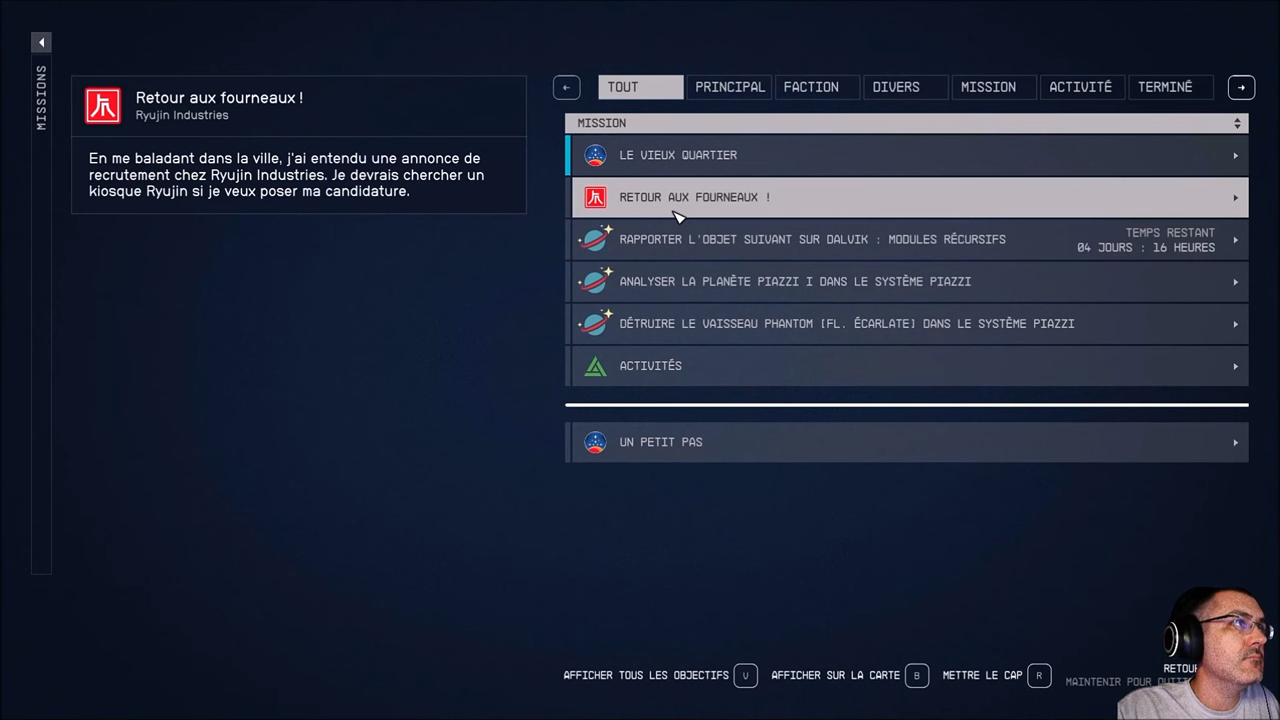 MISSIONS
Retour aux fourneaux !
Ryujin Industries
En me baladant dans la ville, j'ai entendu une annonce de
recrutement chez Ryujin Industries. Je devrais chercher un
kiosque Ryujin si je veux poser ma candidature.
TOUT PRINCIPAL FACTION DIVERS MISSION ACTIVITÉ TERMINÉ
MISSION
LE VIEUX QUARTIER
RETOUR AUX FOURNEAUX !
RAPPORTER L'OBJET SUIVANT SUR DALVIK : MODULES RÉCURSIFS
TEMPS RESTANT
04 JOURS : 16 HEURES
ANALYSER LA PLANÈTE PIAZZI I DANS LE SYSTÈME PIAZZI
DÉTRUIRE LE VAISSEAU PHANTOM [FL. ÉCARLATE] DANS LE SYSTÈME PIAZZI
ACTIVITÉS
UN PETIT PAS
AFFICHER TOUS LES OBJECTIFS V AFFICHER SUR LA CARTE B METTRE LE CAP R
MAINTENIR POUR